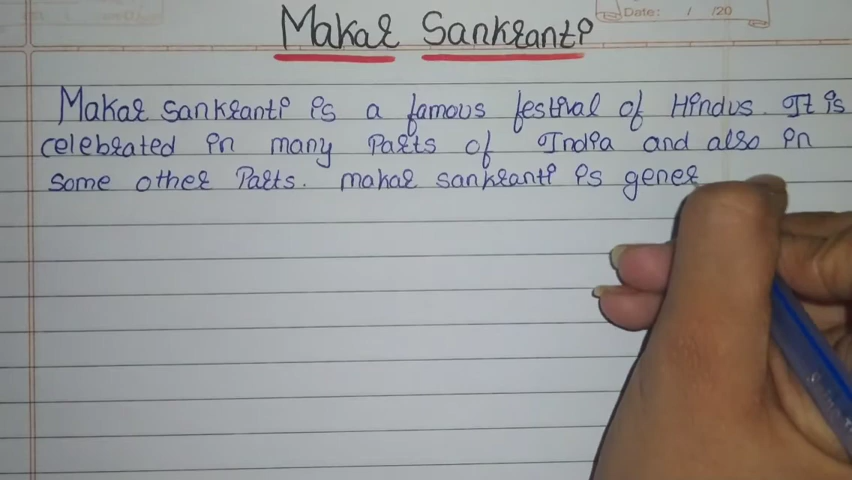 Date: / /20
Makar Sankranti
Makar Sankranti is a famous festival of Hindus. It is
celebrated in many Parts of India and also in
some other Parts. makar sankranti is gener